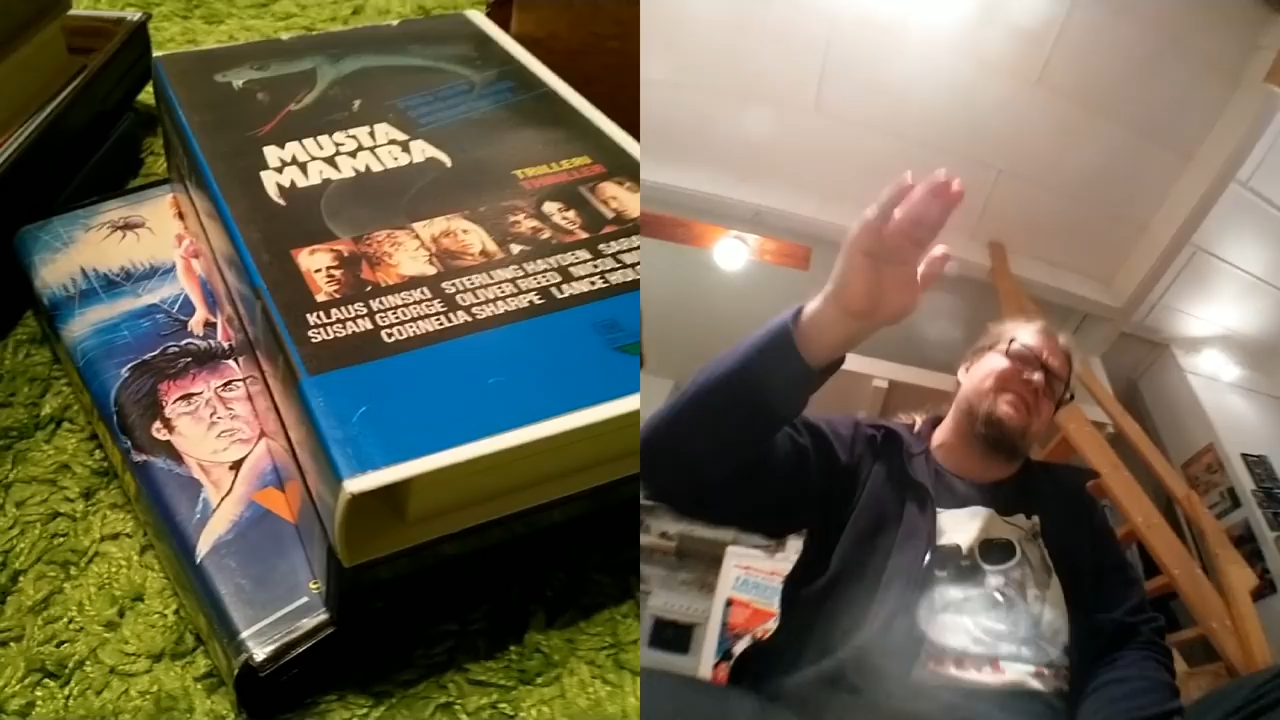 MUSTA
MAMBA
TRILLERI
THRILLER
KLAUS KINSKI STERLING HAYDEN
SUSAN GEORGE OLIVER REED
CORNELIA SHARPE LANCE